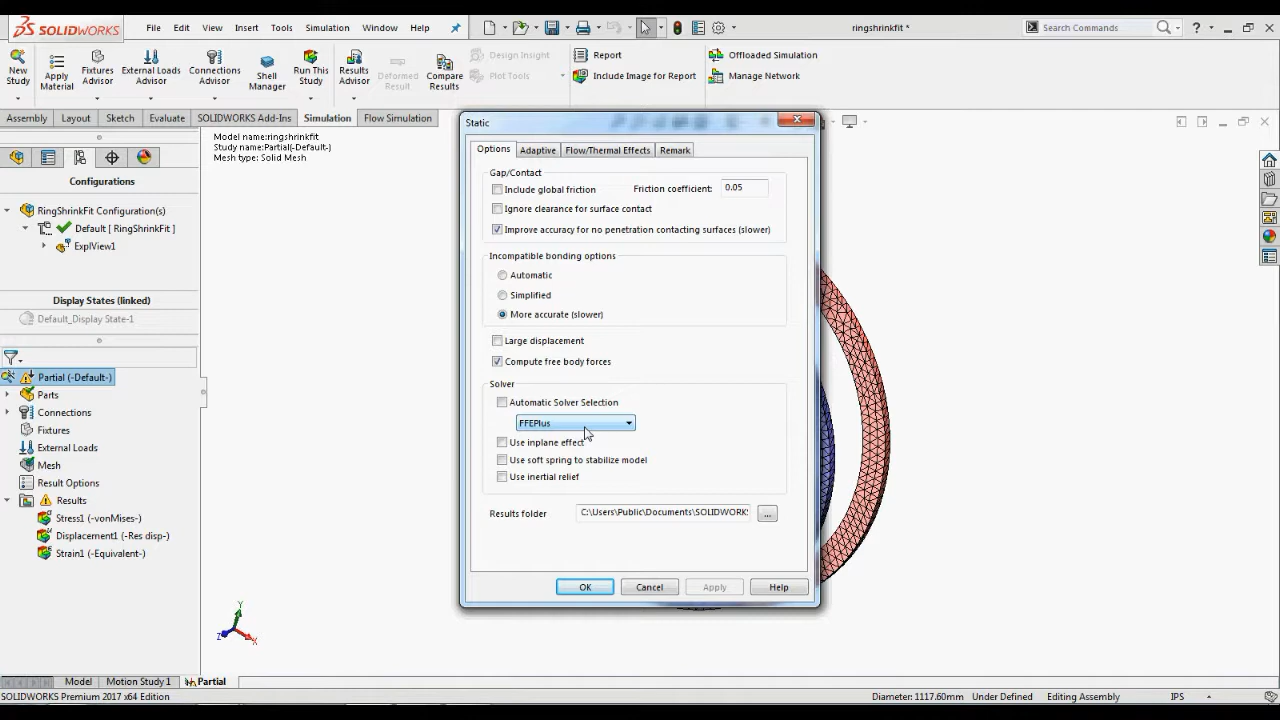 SOLIDWORKS
File Edit View Insert Tools Simulation Window Help
ringshrinkfit *
Search Commands
New Study
Apply Material
Fixtures Advisor
External Loads Advisor
Connections Advisor
Shell Manager
Run This Study
Results Advisor
Deformed Result
Compare Results
Design Insight
Plot Tools
Report
Include Image for Report
Offloaded Simulation
Manage Network
Assembly Layout Sketch Evaluate SOLIDWORKS Add-Ins Simulation Flow Simulation
Configurations
RingShrinkFit Configuration(s)
Default [ RingShrinkFit ]
ExplView1
Display States (linked)
Default_Display State-1
Partial (-Default-)
Parts
Connections
Fixtures
External Loads
Mesh
Result Options
Results
Stress1 (-vonMises-)
Displacement1 (-Res disp-)
Strain1 (-Equivalent-)
Model name:ringshrinkfit
Study name:Partial(-Default-)
Mesh type: Solid Mesh
Static
Options Adaptive Flow/Thermal Effects Remark
Gap/Contact
Include global friction Friction coefficient: 0.05
Ignore clearance for surface contact
Improve accuracy for no penetration contacting surfaces (slower)
Incompatible bonding options
Automatic
Simplified
More accurate (slower)
Large displacement
Compute free body forces
Solver
Automatic Solver Selection
FFEPlus
Use inplane effect
Use soft spring to stabilize model
Use inertial relief
Results folder C:\Users\Public\Documents\SOLIDWORK ...
OK Cancel Apply Help
Y
Z
X
Model Motion Study 1 Partial
SOLIDWORKS Premium 2017 x64 Edition
Diameter: 1117.60mm Under Defined Editing Assembly IPS